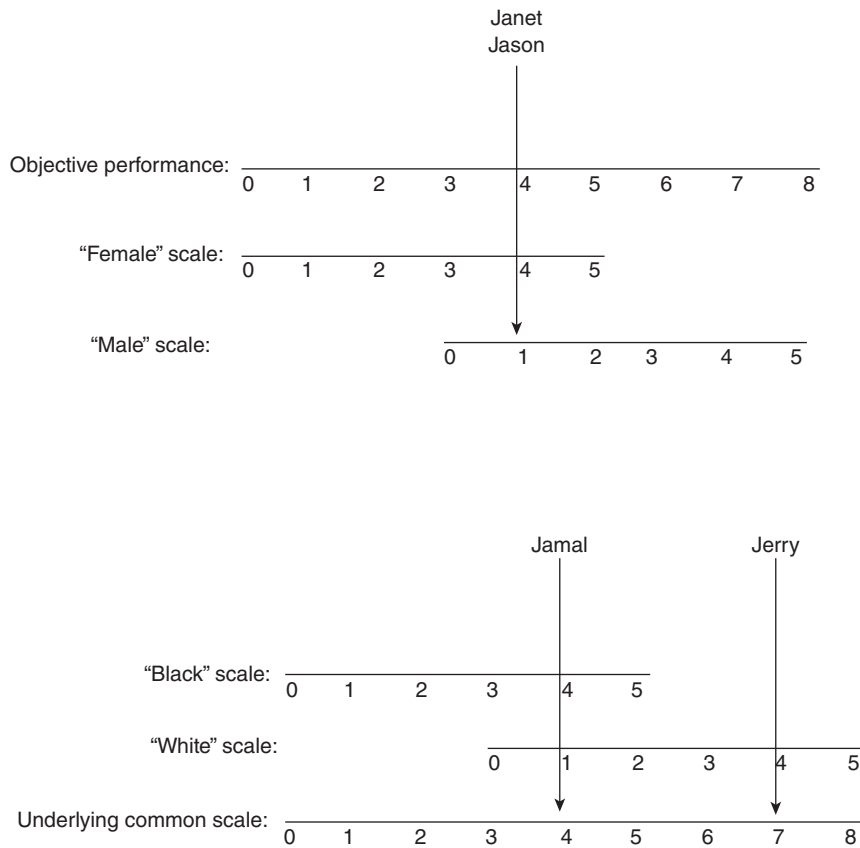 Janet
Jason
Objective performance:
0 1 2 3 4 5 6 7 8
“Female” scale:
0 1 2 3 4 5
“Male” scale:
0 1 2 3 4 5
Jamal Jerry
“Black” scale:
0 1 2 3 4 5
“White” scale:
0 1 2 3 4 5
Underlying common scale:
0 1 2 3 4 5 6 7 8